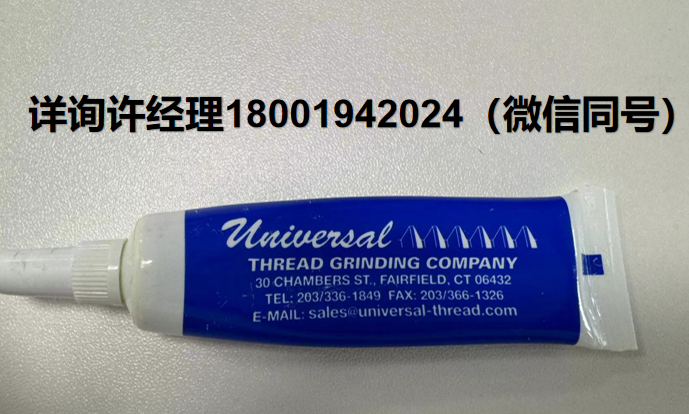 详询许经理18001942024（微信同号）
Universal
THREAD GRINDING COMPANY
30 CHAMBERS ST., FAIRFIELD, CT 06432
TEL: 203/336-1849 FAX: 203/366-1326
E-MAIL: sales@universal-thread.com